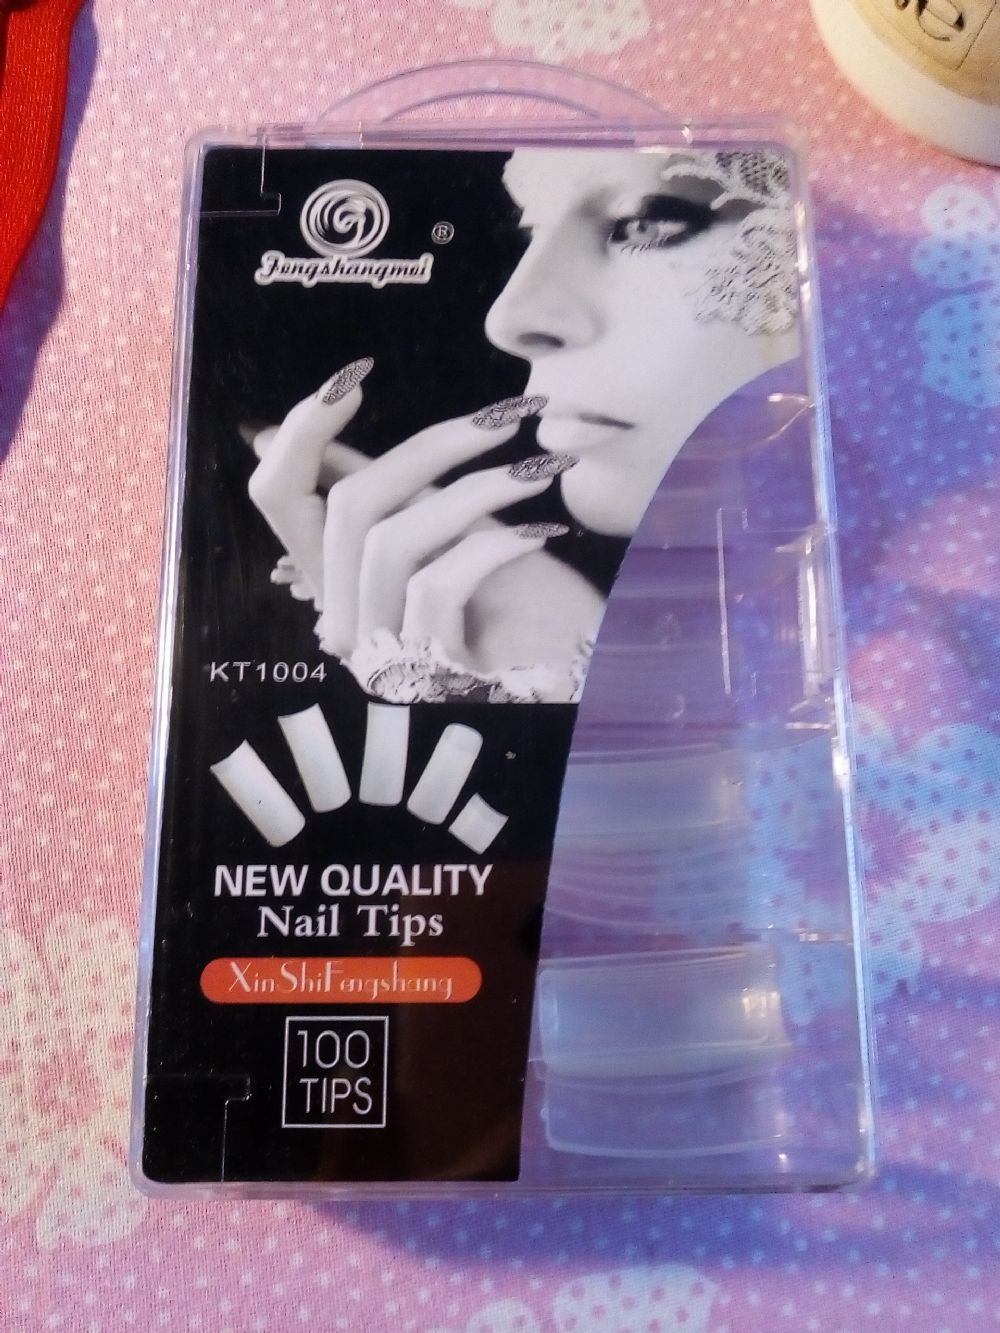 Fengshangmei ®
KT1004
NEW QUALITY
Nail Tips
XinShiFengshang
100
TIPS